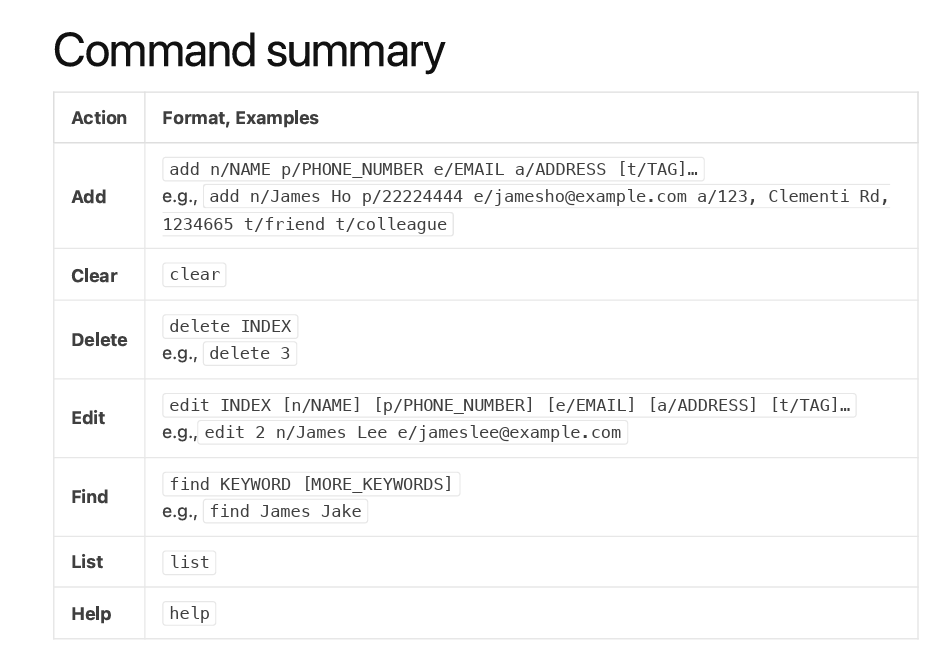 Command summary
Action Format, Examples
Add
add n/NAME p/PHONE_NUMBER e/EMAIL a/ADDRESS [t/TAG]…
e.g., add n/James Ho p/22224444 e/jamesho@example.com a/123, Clementi Rd,
1234665 t/friend t/colleague
Clear clear
Delete
delete INDEX
e.g., delete 3
Edit
edit INDEX [n/NAME] [p/PHONE_NUMBER] [e/EMAIL] [a/ADDRESS] [t/TAG]…
e.g., edit 2 n/James Lee e/jameslee@example.com
Find
find KEYWORD [MORE_KEYWORDS]
e.g., find James Jake
List list
Help help